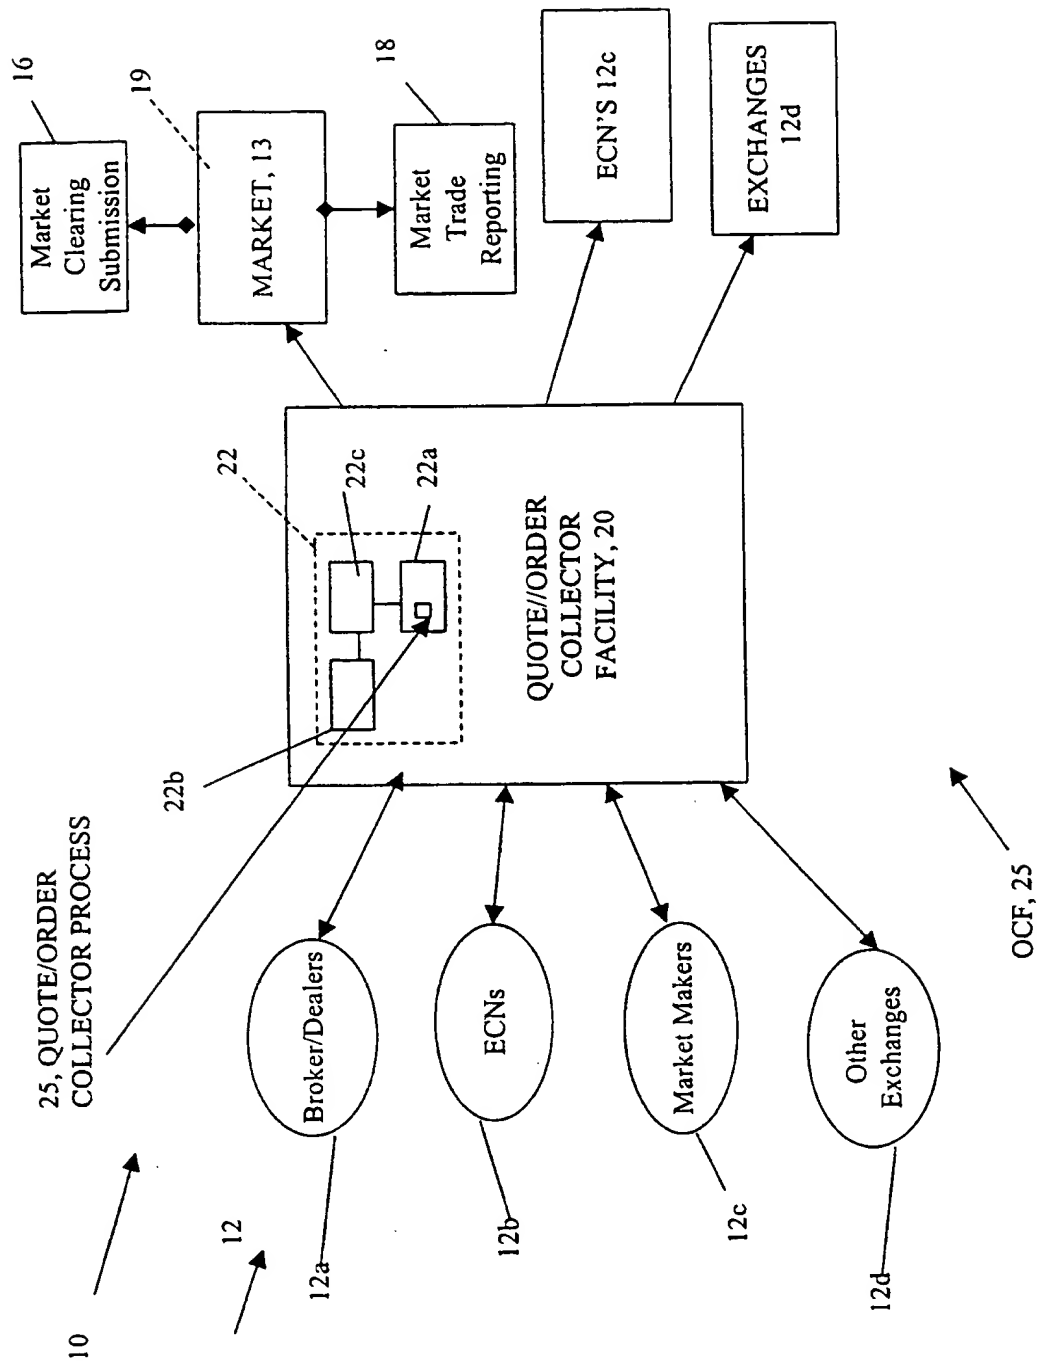 10
12
25, QUOTE/ORDER
COLLECTOR PROCESS
12a
Broker/Dealers
12b
ECNs
12c
Market Makers
12d
Other
Exchanges
OCF, 25
22b
22
22c
22a
QUOTE//ORDER
COLLECTOR
FACILITY, 20
16
Market
Clearing
Submission
19
MARKET, 13
18
Market
Trade
Reporting
ECN'S 12c
EXCHANGES
12d